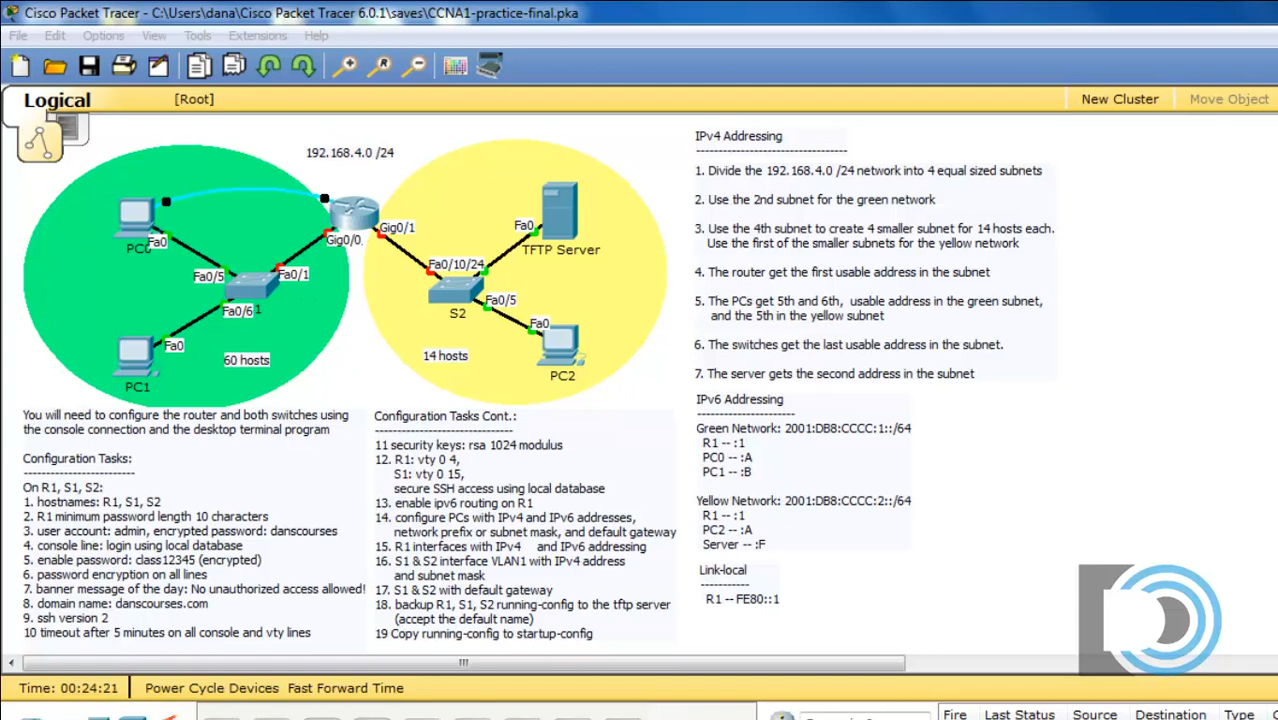 Cisco Packet Tracer - C:\Users\dana\Cisco Packet Tracer 6.0.1\saves\CCNA1-practice-final.pka
File Edit Options View Tools Extensions Help
Logical [Root] New Cluster Move Object
192.168.4.0 /24
PC0
Fa0
Gig0/0
Gig0/1
Fa0/5
Fa0/1
Fa0/6
1
Fa0
PC1
60 hosts
Fa0
TFTP Server
Fa0/10/24
S2
Fa0/5
Fa0
14 hosts
PC2
IPv4 Addressing
-----------------------------------
1. Divide the 192.168.4.0 /24 network into 4 equal sized subnets
2. Use the 2nd subnet for the green network
3. Use the 4th subnet to create 4 smaller subnet for 14 hosts each.
Use the first of the smaller subnets for the yellow network
4. The router get the first usable address in the subnet
5. The PCs get 5th and 6th, usable address in the green subnet,
and the 5th in the yellow subnet
6. The switches get the last usable address in the subnet.
7. The server gets the second address in the subnet
IPv6 Addressing
-----------------------
Green Network: 2001:DB8:CCCC:1::/64
R1 -- :1
PC0 -- :A
PC1 -- :B
Yellow Network: 2001:DB8:CCCC:2::/64
R1 -- :1
PC2 -- :A
Server -- :F
Link-local
-----------
R1 -- FE80::1
You will need to configure the router and both switches using
the console connection and the desktop terminal program
Configuration Tasks:
--------------------------
On R1, S1, S2:
1. hostnames: R1, S1, S2
2. R1 minimum password length 10 characters
3. user account: admin, encrypted password: danscourses
4. console line: login using local database
5. enable password: class12345 (encrypted)
6. password encryption on all lines
7. banner message of the day: No unauthorized access allowed!
8. domain name: danscourses.com
9. ssh version 2
10 timeout after 5 minutes on all console and vty lines
Configuration Tasks Cont.:
-------------------------------
11 security keys: rsa 1024 modulus
12. R1: vty 0 4,
S1: vty 0 15,
secure SSH access using local database
13. enable ipv6 routing on R1
14. configure PCs with IPv4 and IPv6 addresses,
network prefix or subnet mask, and default gateway
15. R1 interfaces with IPv4 and IPv6 addressing
16. S1 & S2 interface VLAN1 with IPv4 address
and subnet mask
17. S1 & S2 with default gateway
18. backup R1, S1, S2 running-config to the tftp server
(accept the default name)
19 Copy running-config to startup-config
Time: 00:24:21 Power Cycle Devices Fast Forward Time
Fire Last Status Source Destination Type